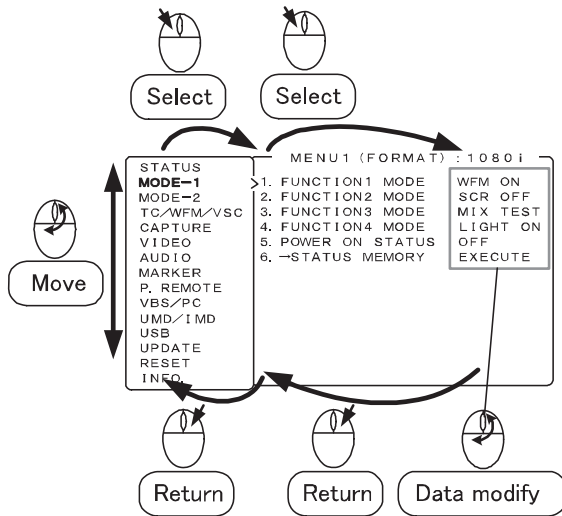 Select
Select
MENU1 (FORMAT) :1080i
STATUS
MODE-1
MODE-2
TC/WFM/VSC
CAPTURE
VIDEO
AUDIO
MARKER
P. REMOTE
VBS/PC
UMD/IMD
USB
UPDATE
RESET
INFO.
>1. FUNCTION1 MODE WFM ON
2. FUNCTION2 MODE SCR OFF
3. FUNCTION3 MODE MIX TEST
4. FUNCTION4 MODE LIGHT ON
5. POWER ON STATUS OFF
6. →STATUS MEMORY EXECUTE
Move
Return
Return
Data modify